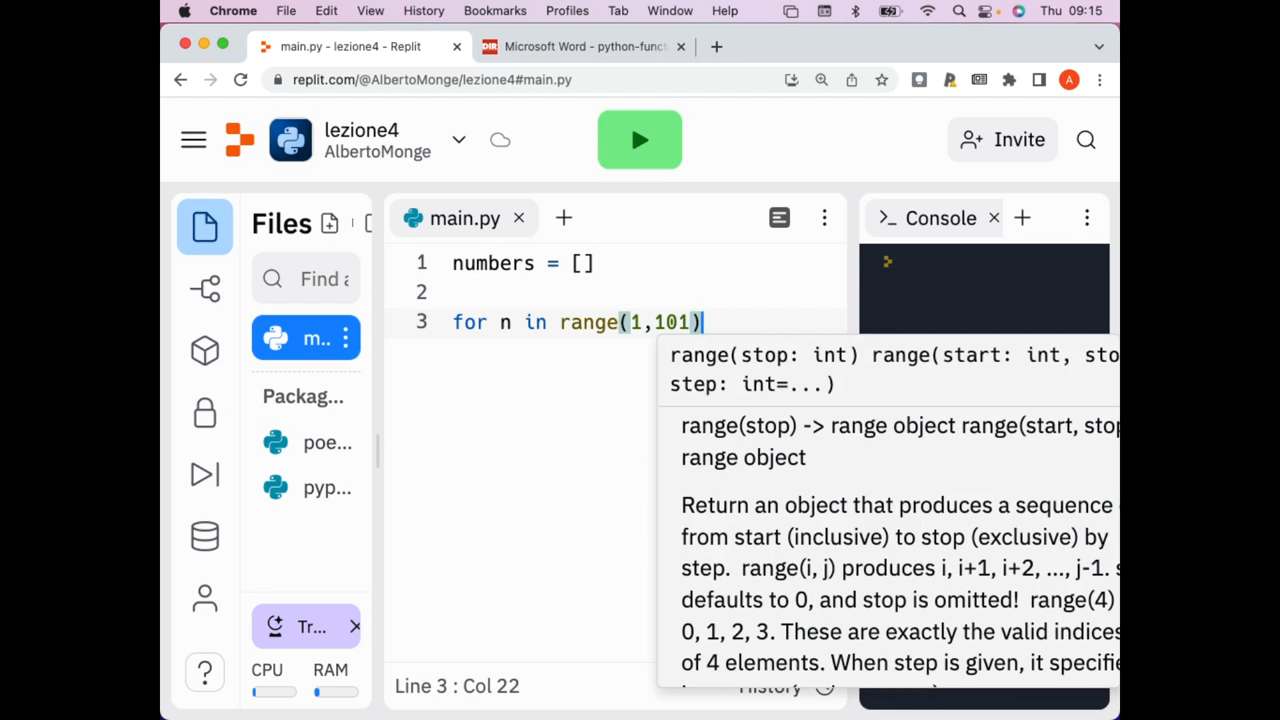 Chrome File Edit View History Bookmarks Profiles Tab Window Help Thu 09:15
main.py - lezione4 - Replit
DIR Microsoft Word - python-funct
replit.com/@AlbertoMonge/lezione4#main.py
A
lezione4
AlbertoMonge
Invite
Files
Find a
m..
Packag...
poe...
pyp...
Tr...
CPU RAM
main.py
1 numbers = []
2
3 for n in range(1,101)
Line 3 : Col 22
History
>_ Console
range(stop: int) range(start: int, sto
step: int=...)
range(stop) -> range object range(start, stop
range object
Return an object that produces a sequence
from start (inclusive) to stop (exclusive) by
step. range(i, j) produces i, i+1, i+2, ..., j-1. s
defaults to 0, and stop is omitted! range(4)
0, 1, 2, 3. These are exactly the valid indices
of 4 elements. When step is given, it specifie